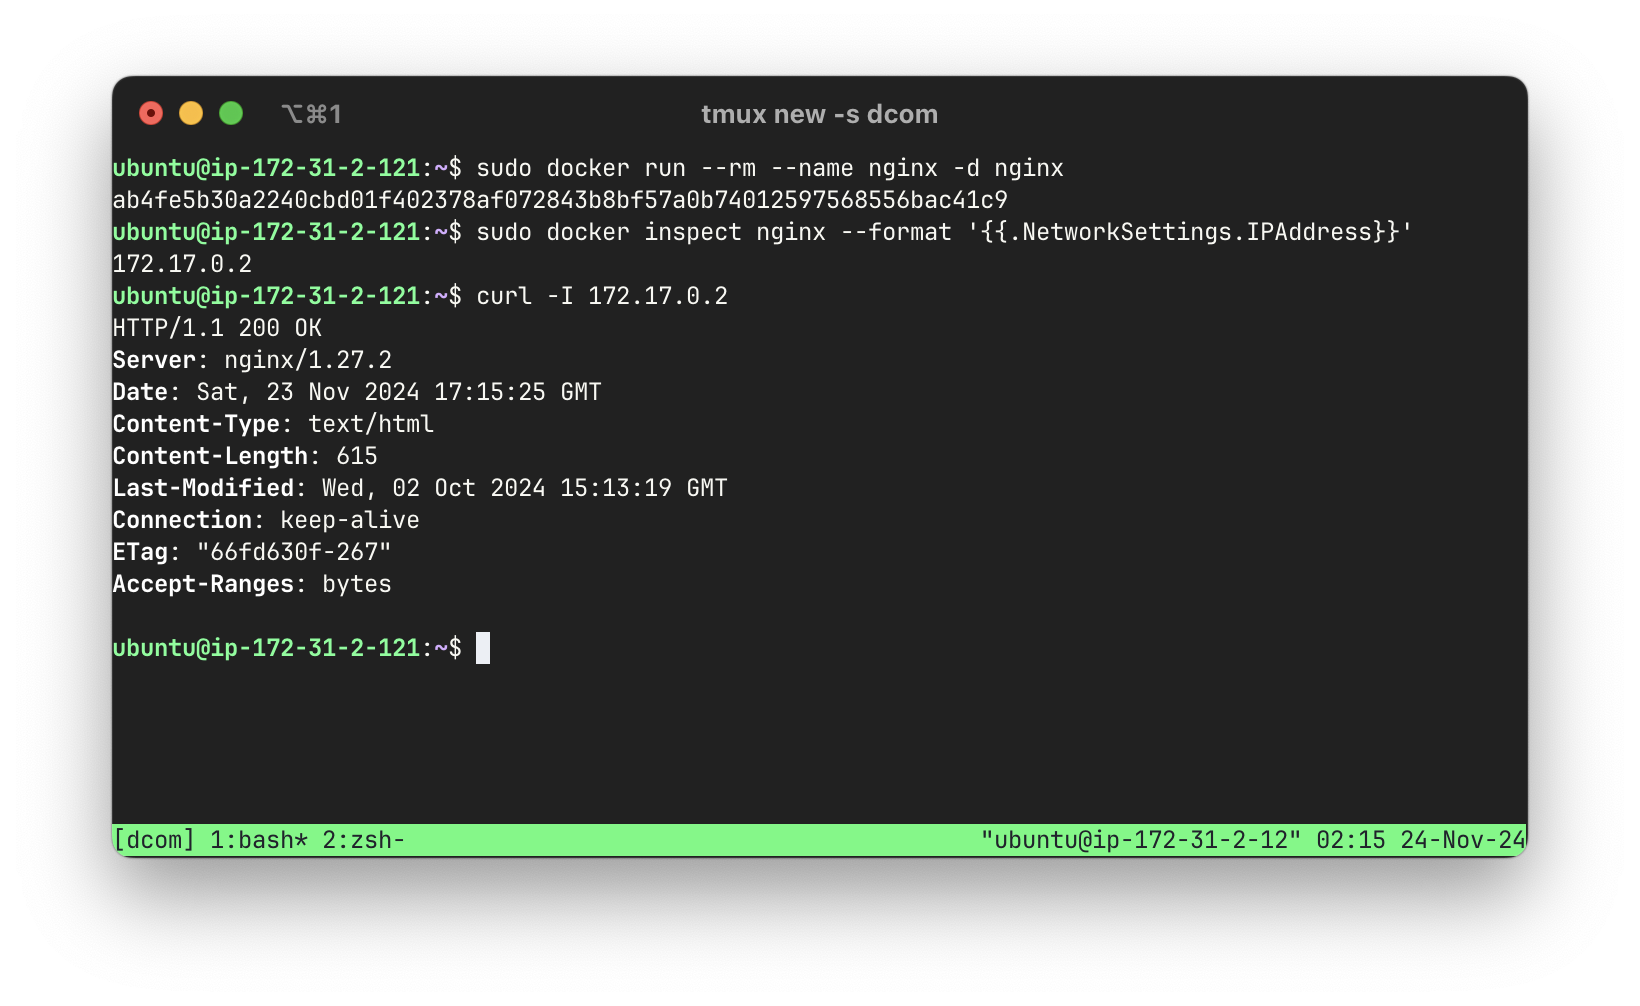 ⌥⌘1 tmux new -s dcom
ubuntu@ip-172-31-2-121:~$ sudo docker run --rm --name nginx -d nginx
ab4fe5b30a2240cbd01f402378af072843b8bf57a0b74012597568556bac41c9
ubuntu@ip-172-31-2-121:~$ sudo docker inspect nginx --format '{{.NetworkSettings.IPAddress}}'
172.17.0.2
ubuntu@ip-172-31-2-121:~$ curl -I 172.17.0.2
HTTP/1.1 200 OK
Server: nginx/1.27.2
Date: Sat, 23 Nov 2024 17:15:25 GMT
Content-Type: text/html
Content-Length: 615
Last-Modified: Wed, 02 Oct 2024 15:13:19 GMT
Connection: keep-alive
ETag: "66fd630f-267"
Accept-Ranges: bytes
ubuntu@ip-172-31-2-121:~$
[dcom] 1:bash* 2:zsh- "ubuntu@ip-172-31-2-12" 02:15 24-Nov-24